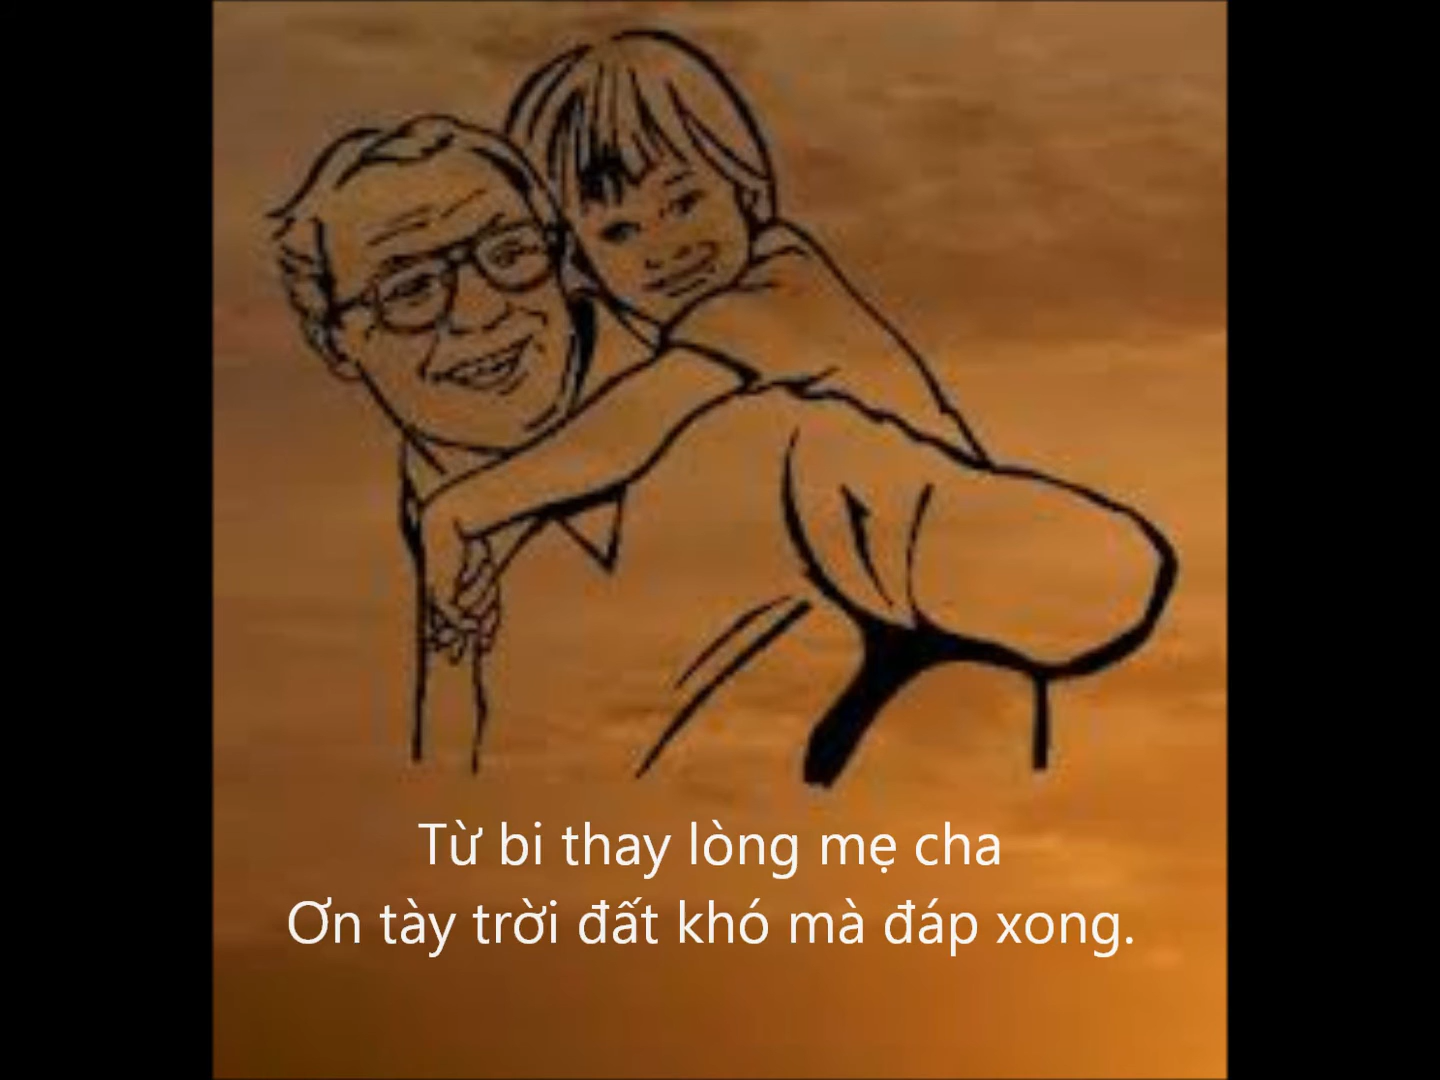 Từ bi thay lòng mẹ cha
Ơn tày trời đất khó mà đáp xong.